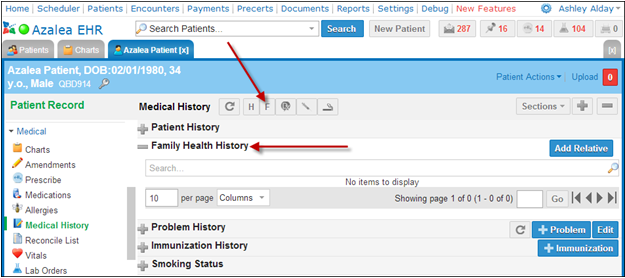 Home | Scheduler | Patients | Encounters | Payments | Precerts | Documents | Reports | Settings | Debug | New Features Ashley Alday
Azalea EHR Search Patients... Search New Patient 287 16 14 104 0
Patients Charts Azalea Patient [x] [x]
Azalea Patient, DOB:02/01/1980, 34
y.o., Male QBD914
Patient Actions Upload 0
Patient Record
Medical
Charts
Amendments
Prescribe
Medications
Allergies
Medical History
Reconcile List
Vitals
Lab Orders
Medical History H F Sections
Patient History
Family Health History Add Relative
Search...
No items to display
10 per page Columns Showing page 1 of 0 (1 - 0 of 0) Go
Problem History Problem Edit
Immunization History Immunization
Smoking Status